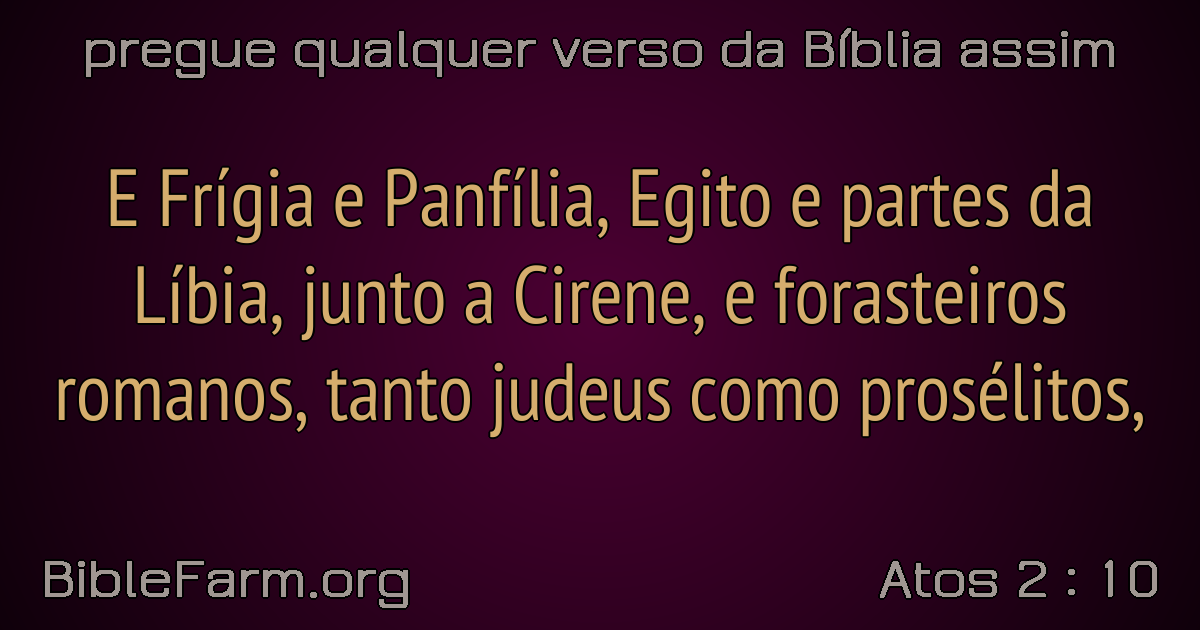 pregue qualquer verso da Bíblia assim
E Frígia e Panfília, Egito e partes da
Líbia, junto a Cirene, e forasteiros
romanos, tanto judeus como prosélitos,
BibleFarm.org
Atos 2 : 10